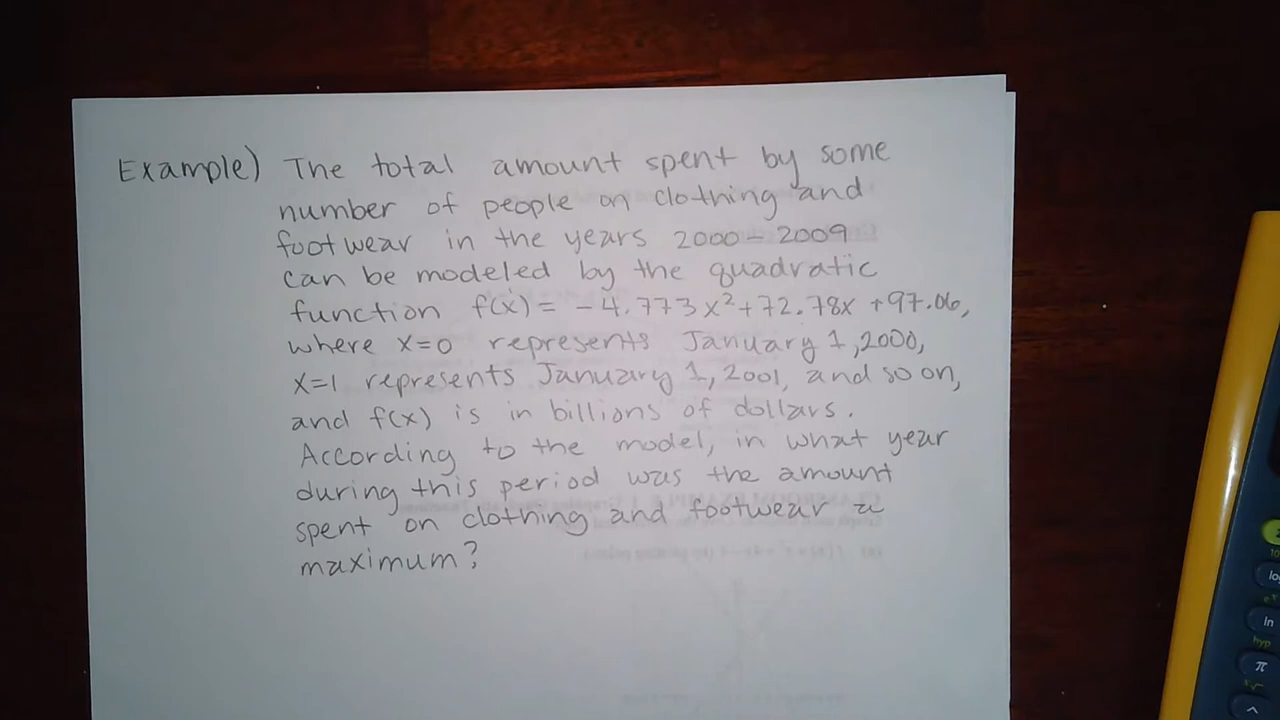 Example) The total amount spent by some
number of people on clothing and
footwear in the years 2000-2009
can be modeled by the quadratic
function f(x) = -4.773x²+72.78x +97.06,
where x=0 represents January 1, 2000,
x=1 represents January 1, 2001, and so on,
and f(x) is in billions of dollars.
According to the model, in what year
during this period was the amount
spent on clothing and footwear a
maximum?
log
ln
hyp
π
^